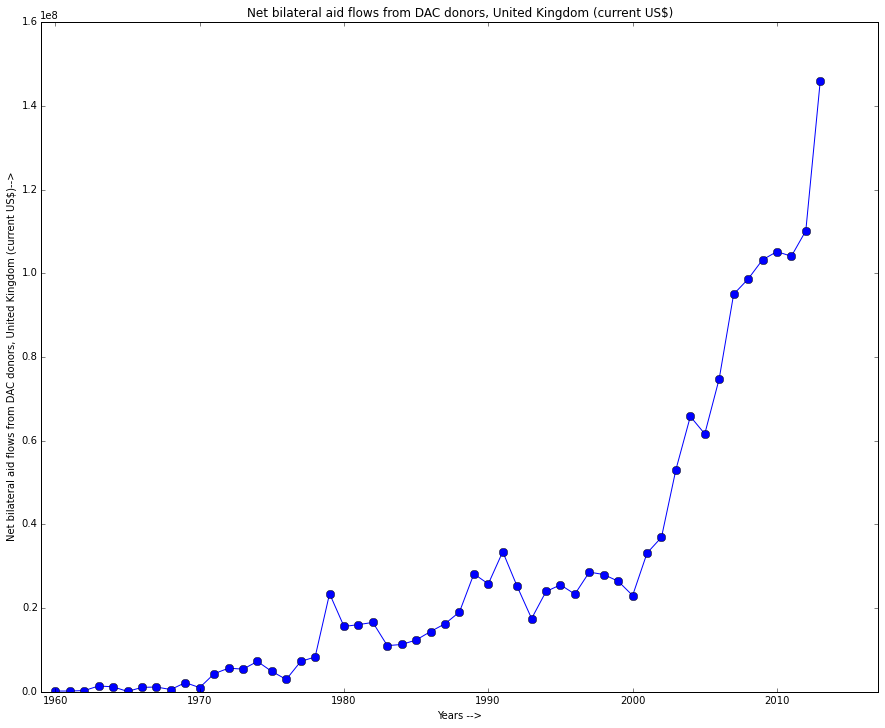 Net bilateral aid flows from DAC donors, United Kingdom (current US$)
1e8
1.6
1.4
1.2
1.0
0.8
0.6
0.4
0.2
0.0
Net bilateral aid flows from DAC donors, United Kingdom (current US$)-->
1960 1970 1980 1990 2000 2010
Years -->